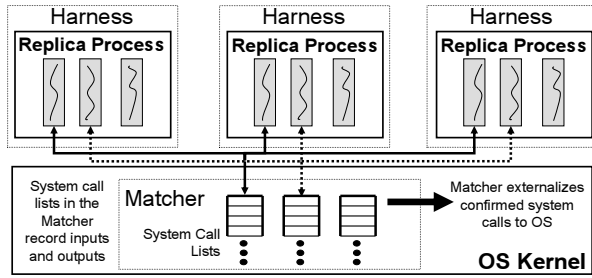 Harness
Harness
Harness
Replica Process
Replica Process
Replica Process
System call
lists in the
Matcher
record inputs
and outputs
Matcher
System Call
Lists
Matcher externalizes
confirmed system
calls to OS
OS Kernel